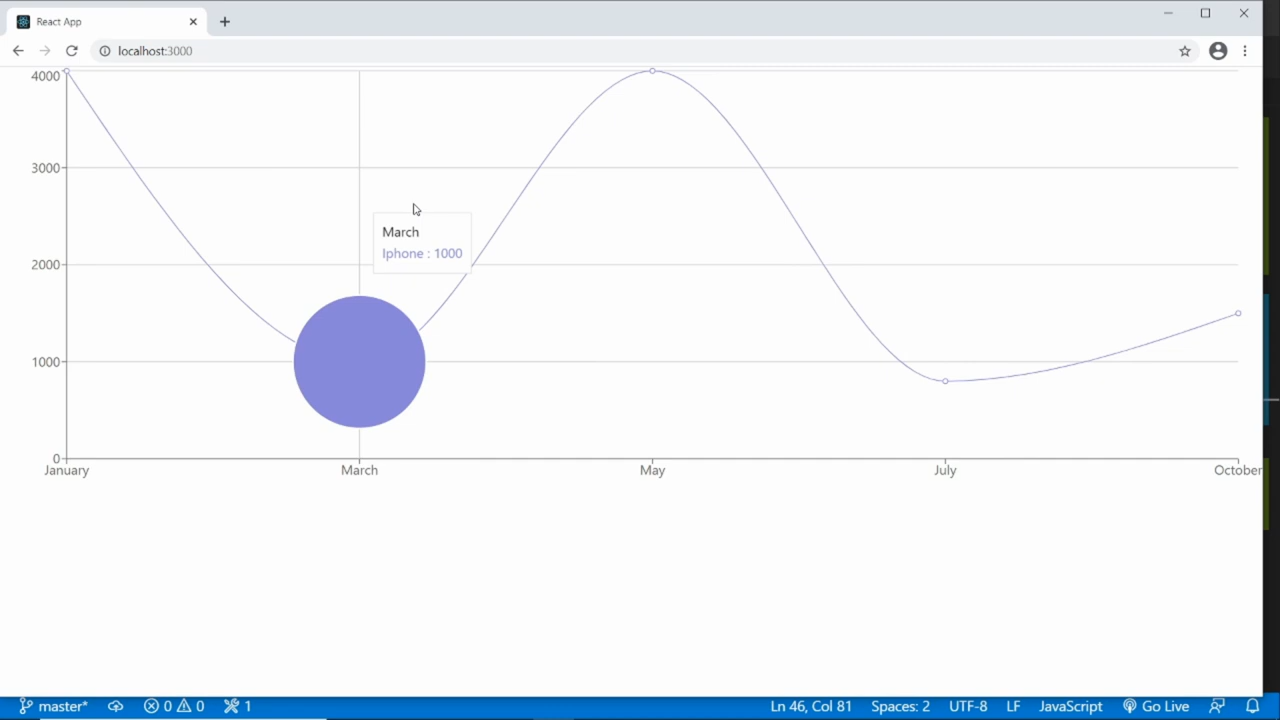 React App
localhost:3000
4000
3000
2000
1000
0
March
Iphone : 1000
January March May July October
master* 0 0 1 Ln 46, Col 81 Spaces: 2 UTF-8 LF JavaScript Go Live